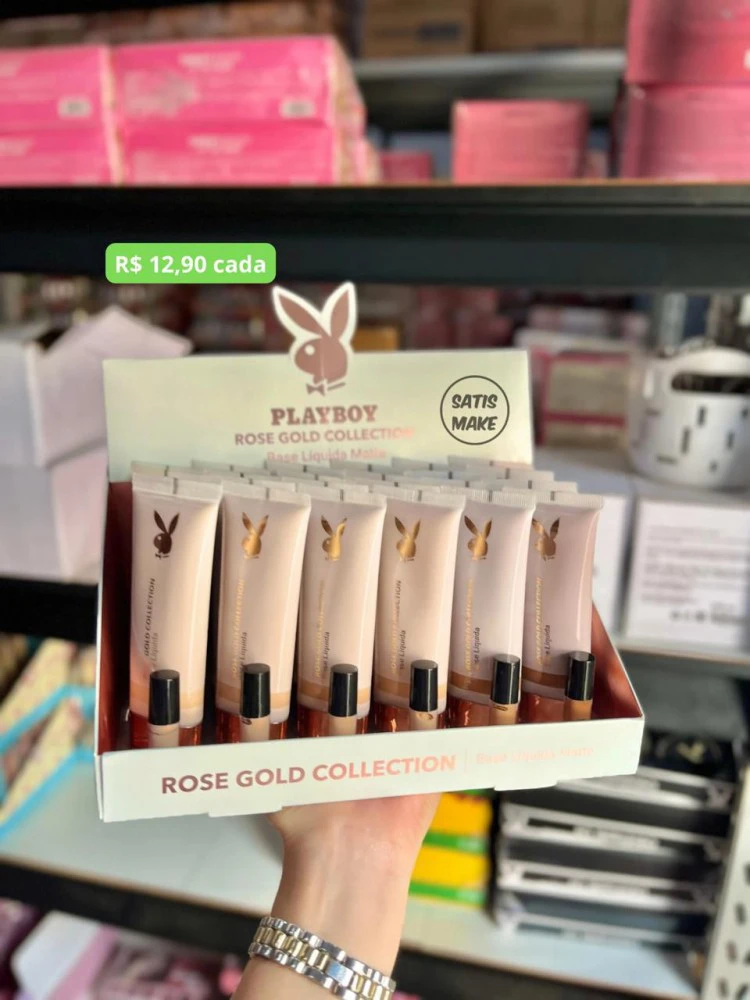 R$ 12,90 cada
PLAYBOY
ROSE GOLD COLLECTION
Base Líquida Matte
SATIS
MAKE
GOLD COLLECTION
Líquida
ROSE GOLD COLLECTION | Base Líquida Matte